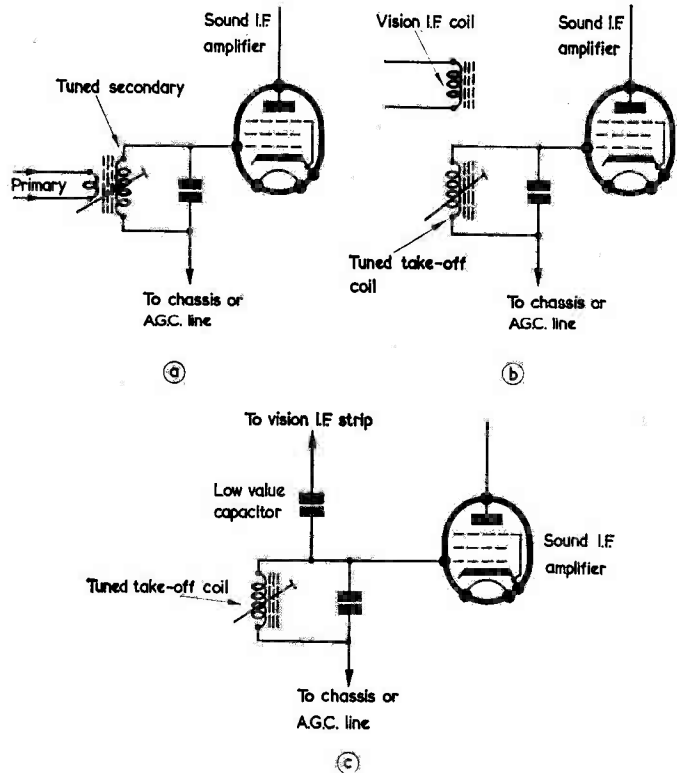 Sound I.F.
amplifier
Tuned secondary
Primary
To chassis or
A.G.C. line
a
Vision I.F. coil
Sound I.F.
amplifier
Tuned take-off
coil
To chassis or
A.G.C. line
b
To vision I.F. strip
Low value
capacitor
Sound I.F.
amplifier
Tuned take-off coil
To chassis or
A.G.C. line
c